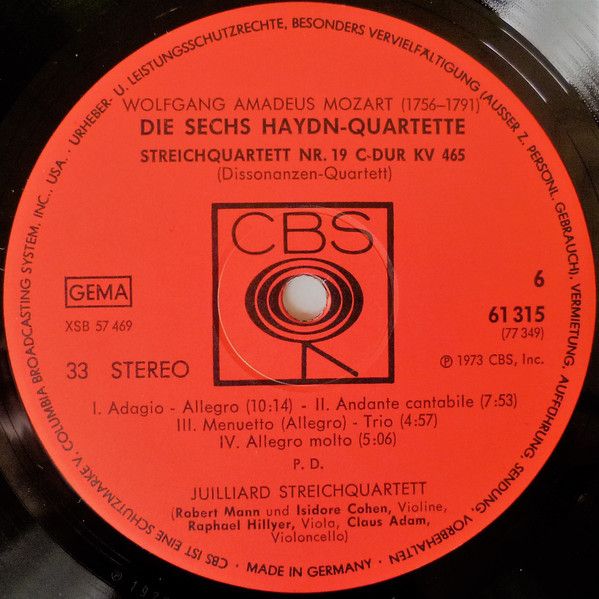 URHEBER- U. LEISTUNGSSCHUTZRECHTE, BESONDERS VERVIELFÄLTIGUNG (AUSSER Z. PERSONL. GEBRAUCH), VERMIETUNG, AUFFÜHRUNG, SENDUNG, VORBEHALTEN
WOLFGANG AMADEUS MOZART (1756–1791)
DIE SECHS HAYDN-QUARTETTE
STREICHQUARTETT NR. 19 C-DUR KV 465
(Dissonanzen-Quartett)
CBS
GEMA
XSB 57 469
33 STEREO
6
61 315
(77 349)
Ⓟ 1973 CBS, Inc.
I. Adagio - Allegro (10:14) - II. Andante cantabile (7:53)
III. Menuetto (Allegro) - Trio (4:57)
IV. Allegro molto (5:06)
P. D.
JUILLIARD STREICHQUARTETT
(Robert Mann und Isidore Cohen, Violine,
Raphael Hillyer, Viola, Claus Adam,
Violoncello)
CBS IST EINE SCHUTZMARKE V. COLUMBIA BROADCASTING SYSTEM, INC., USA.
• MADE IN GERMANY •